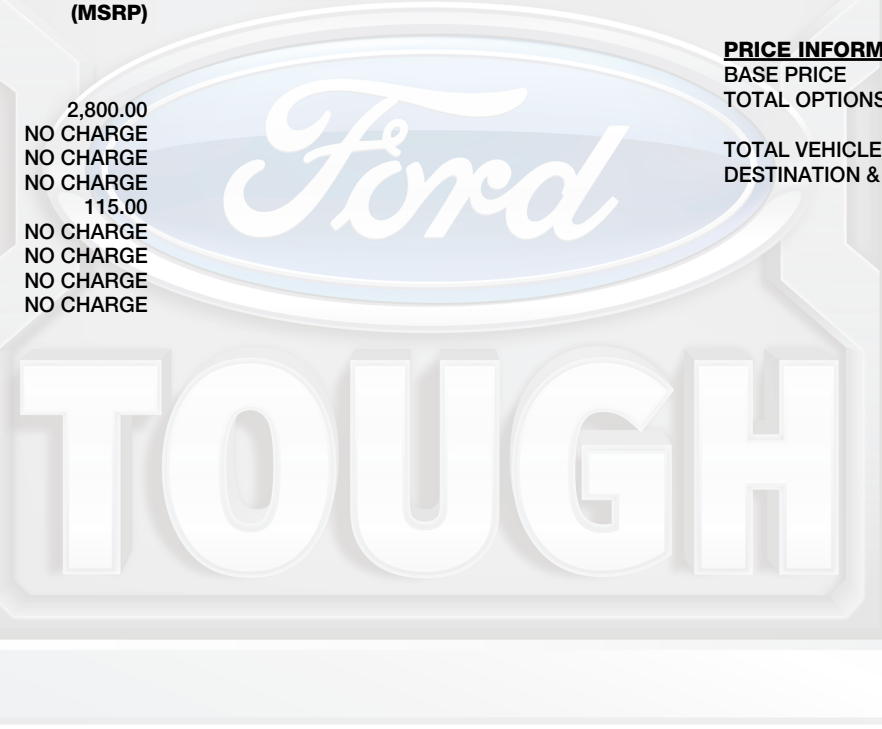 (MSRP)
2,800.00
NO CHARGE
NO CHARGE
NO CHARGE
115.00
NO CHARGE
NO CHARGE
NO CHARGE
NO CHARGE
PRICE INFORM
BASE PRICE
TOTAL OPTIONS
TOTAL VEHICLE
DESTINATION &
Ford
TOUGH